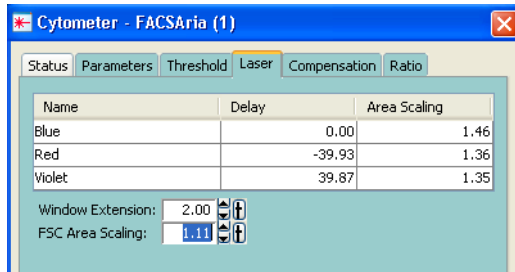 Cytometer - FACSAria (1)
Status Parameters Threshold Laser Compensation Ratio
Name Delay Area Scaling
Blue 0.00 1.46
Red -39.93 1.36
Violet 39.87 1.35
Window Extension: 2.00
FSC Area Scaling: 1.11